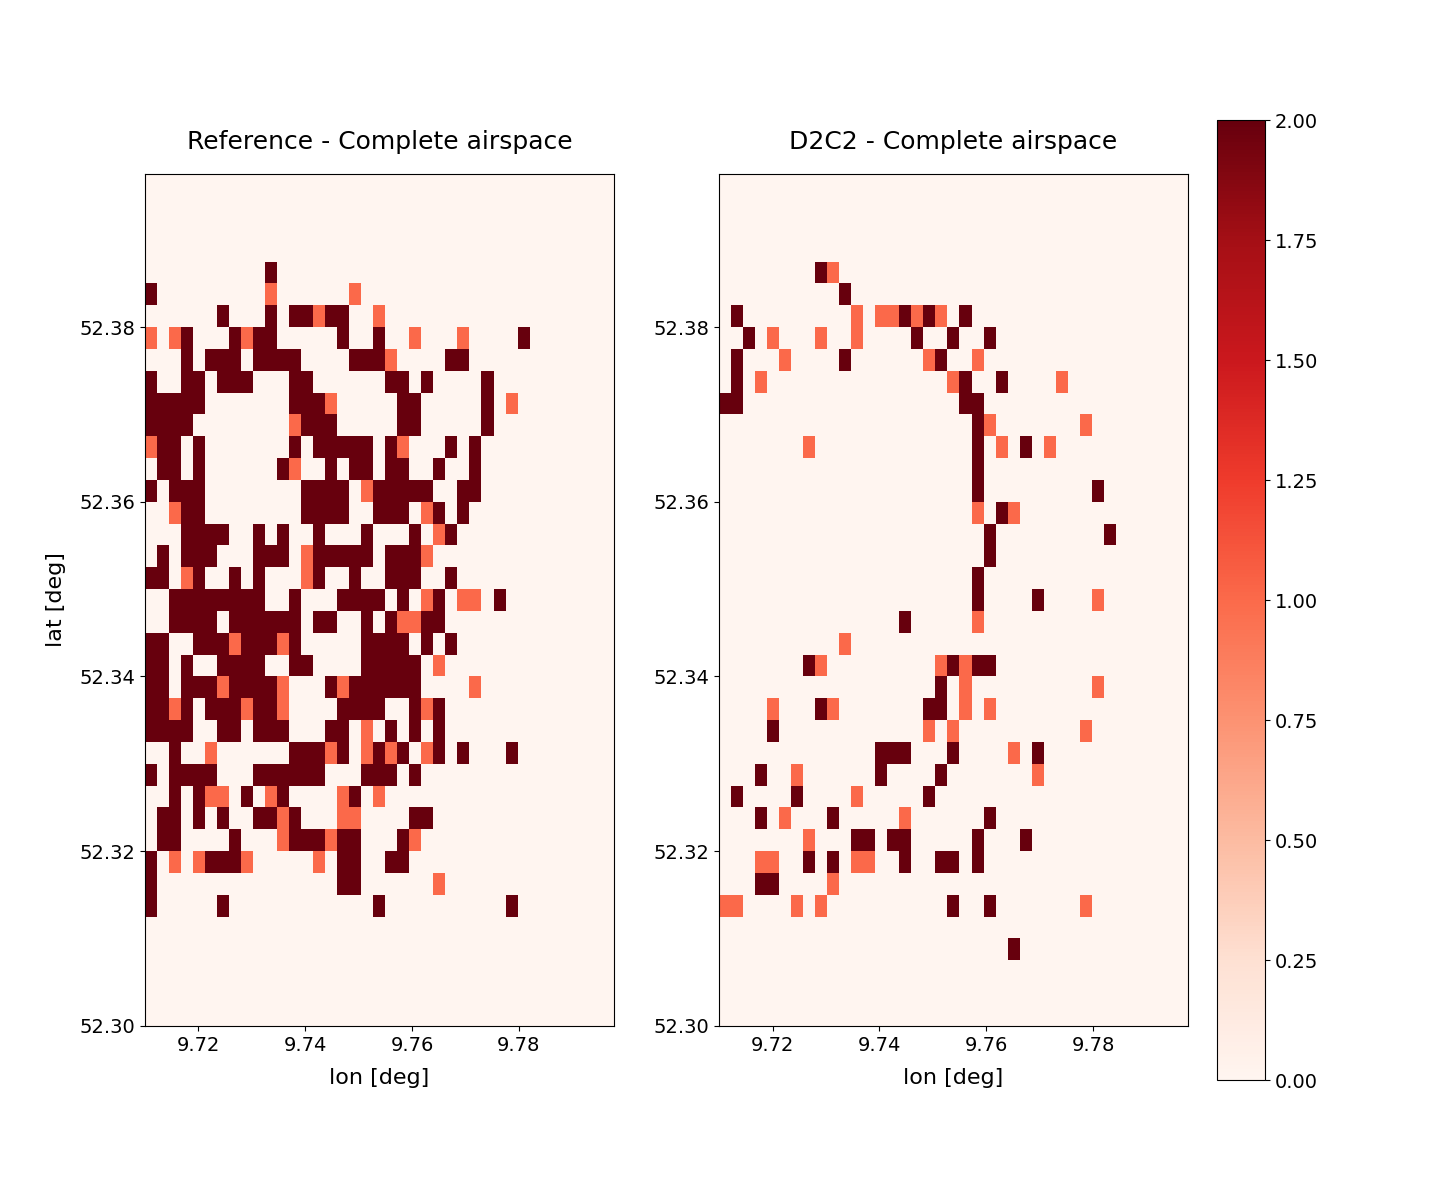 Reference - Complete airspace
D2C2 - Complete airspace
lat [deg]
52.38
52.36
52.34
52.32
52.30
9.72 9.74 9.76 9.78
lon [deg]
52.38
52.36
52.34
52.32
52.30
9.72 9.74 9.76 9.78
lon [deg]
2.00
1.75
1.50
1.25
1.00
0.75
0.50
0.25
0.00